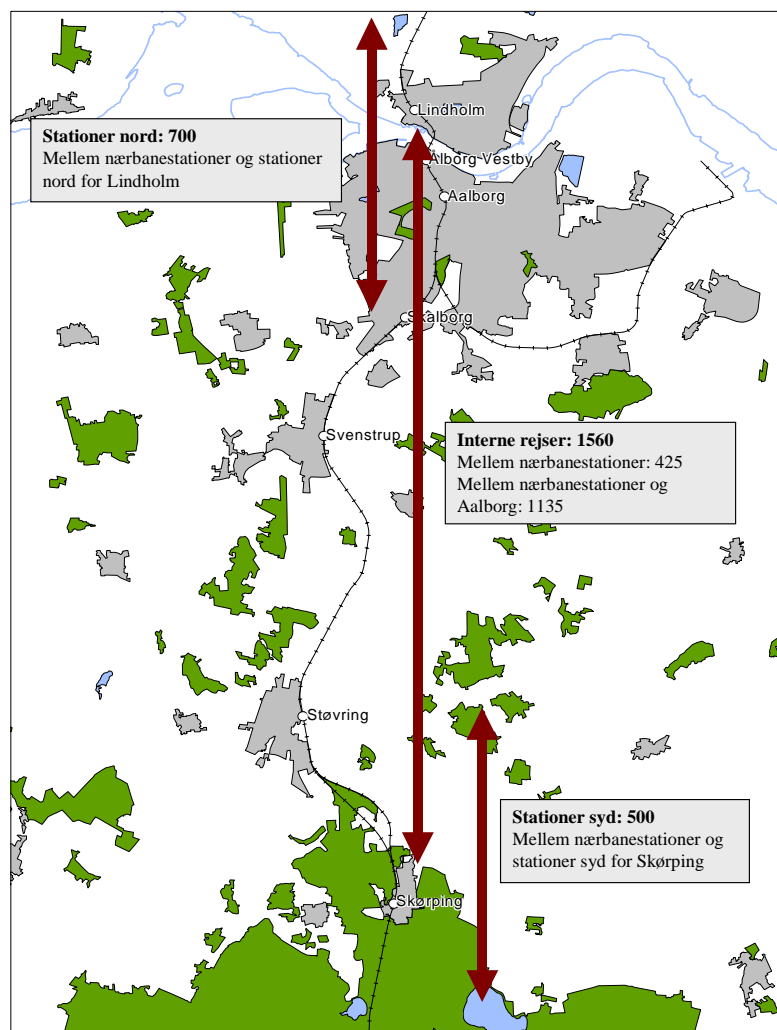 Lindholm
Stationer nord: 700
Mellem nærbanestationer og stationer
nord for Lindholm
Ålborg Vestby
Aalborg
Skalborg
Svenstrup
Interne rejser: 1560
Mellem nærbanestationer: 425
Mellem nærbanestationer og
Aalborg: 1135
Støvring
Stationer syd: 500
Mellem nærbanestationer og
stationer syd for Skørping
Skørping